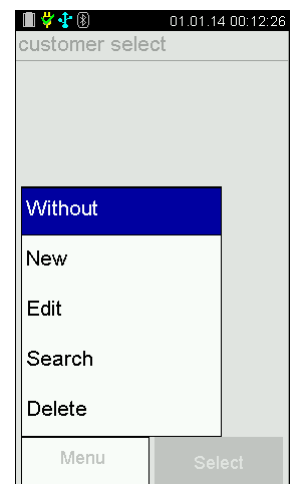 01.01.14 00:12:26
customer select
Without
New
Edit
Search
Delete
Menu Select